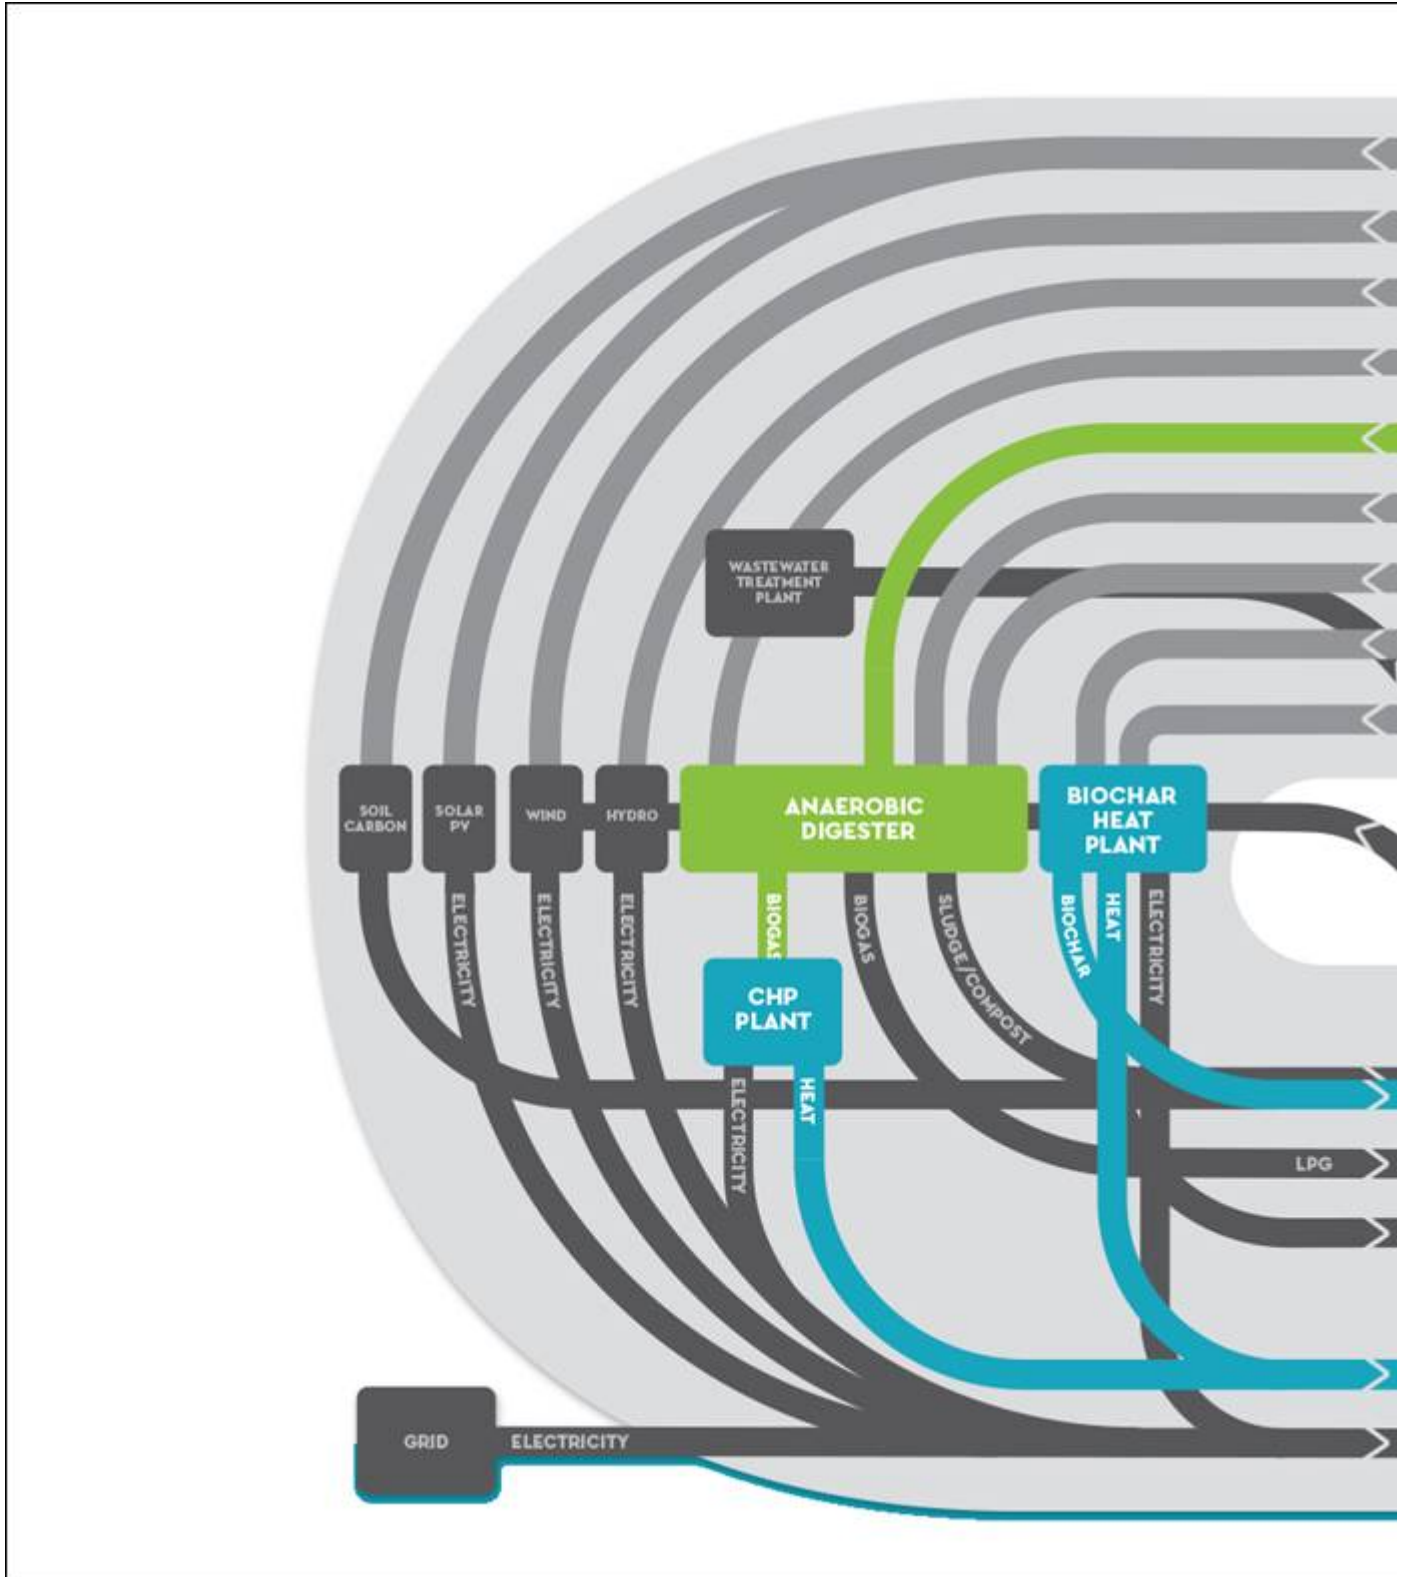 WASTEWATER
TREATMENT
PLANT
SOIL
CARBON
SOLAR
PV
WIND
HYDRO
ANAEROBIC
DIGESTER
BIOCHAR
HEAT
PLANT
ELECTRICITY
ELECTRICITY
ELECTRICITY
BIOGAS
BIOGAS
SLUDGE/COMPOST
BIOCHAR
HEAT
ELECTRICITY
CHP
PLANT
ELECTRICITY
HEAT
LPG
GRID
ELECTRICITY